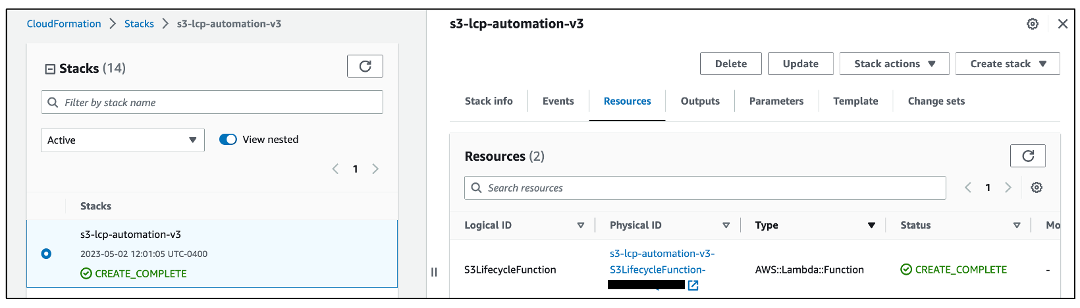 CloudFormation > Stacks > s3-lcp-automation-v3
Stacks (14)
Filter by stack name
Active
View nested
1
Stacks
s3-lcp-automation-v3
2023-05-02 12:01:05 UTC-0400
CREATE_COMPLETE
s3-lcp-automation-v3
Delete Update Stack actions Create stack
Stack info Events Resources Outputs Parameters Template Change sets
Resources (2)
Search resources
1
Logical ID Physical ID Type Status Mo
S3LifecycleFunction
s3-lcp-automation-v3-
S3LifecycleFunction-
AWS::Lambda::Function
CREATE_COMPLETE
-